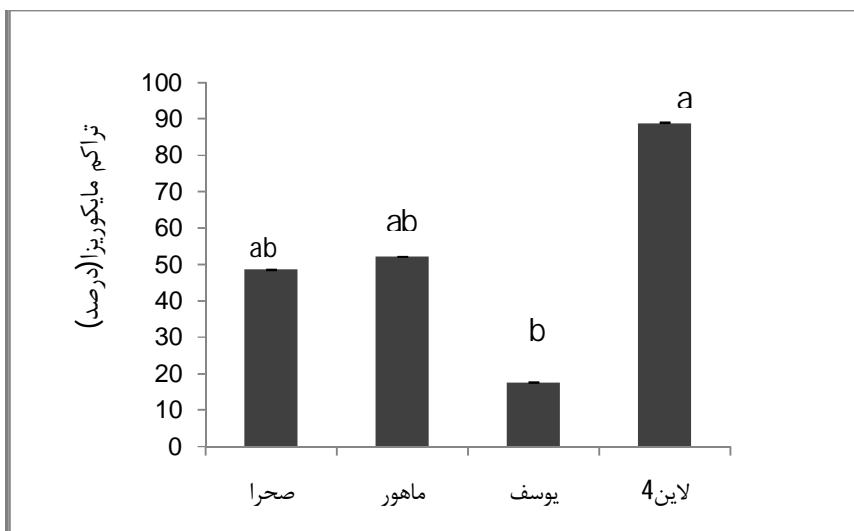 تراکم مایکوریزا(درصد)
100
90
80
70
60
50
40
30
20
10
0
ab
ab
b
a
صحرا
ماهور
یوسف
لاین4